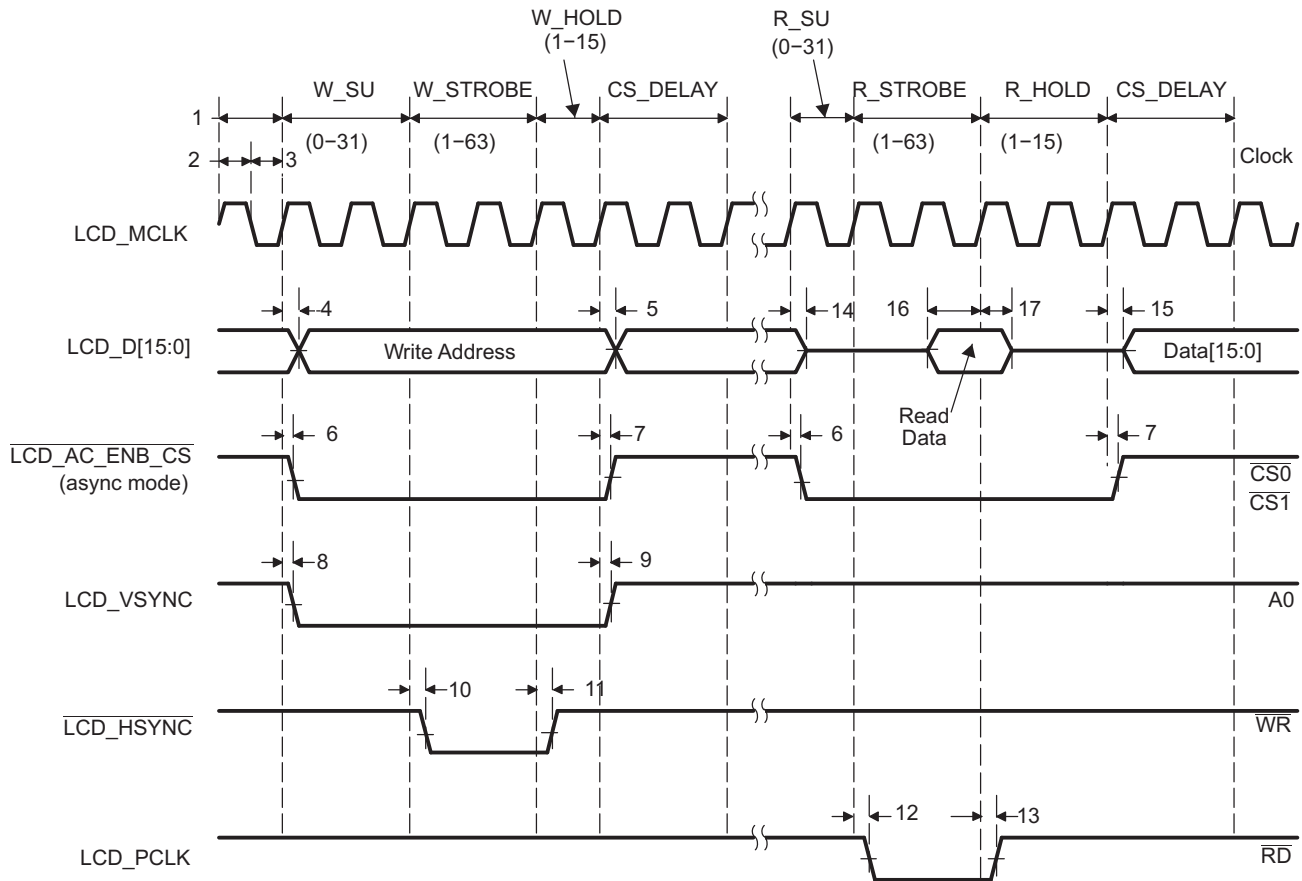 W_HOLD
(1−15)
R_SU
(0−31)
W_SU
W_STROBE
CS_DELAY
R_STROBE
R_HOLD
CS_DELAY
1
(0−31)
(1−63)
(1−63)
(1−15)
2
3
Clock
LCD_MCLK
4
5
14
16
17
15
LCD_D[15:0]
Write Address
Data[15:0]
Read
Data
6
7
6
7
LCD_AC_ENB_CS
(async mode)
CS0
CS1
8
9
LCD_VSYNC
A0
10
11
LCD_HSYNC
WR
12
13
LCD_PCLK
RD